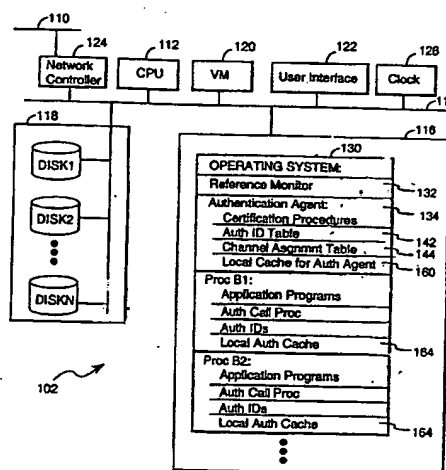 110
124
112
120
122
126
Network
Controller
CPU
VM
User Interface
Clock
118
116
DISK1
DISK2
DISKN
102
130
OPERATING SYSTEM:
Reference Monitor
132
Authentication Agent:
134
Certification Procedures
Auth ID Table
142
Channel Asgnmnt Table
144
Local Cache for Auth Agent
160
Proc B1:
Application Programs
Auth Call Proc
Auth IDs
Local Auth Cache
164
Proc B2:
Application Programs
Auth Call Proc
Auth IDs
Local Auth Cache
164